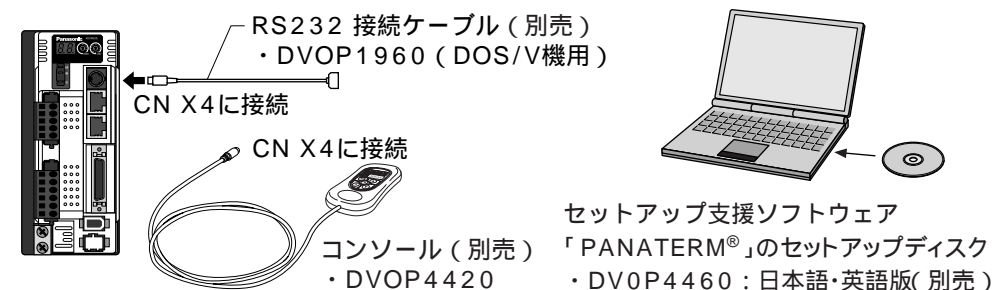 RS232 接続ケーブル(別売)
・DVOP1960(DOS/V機用)
Panasonic
CN X4に接続
CN X4に接続
コンソール(別売)
・DVOP4420
セットアップ支援ソフトウェア
「PANATERM®」のセットアップディスク
・DV0P4460:日本語・英語版(別売)